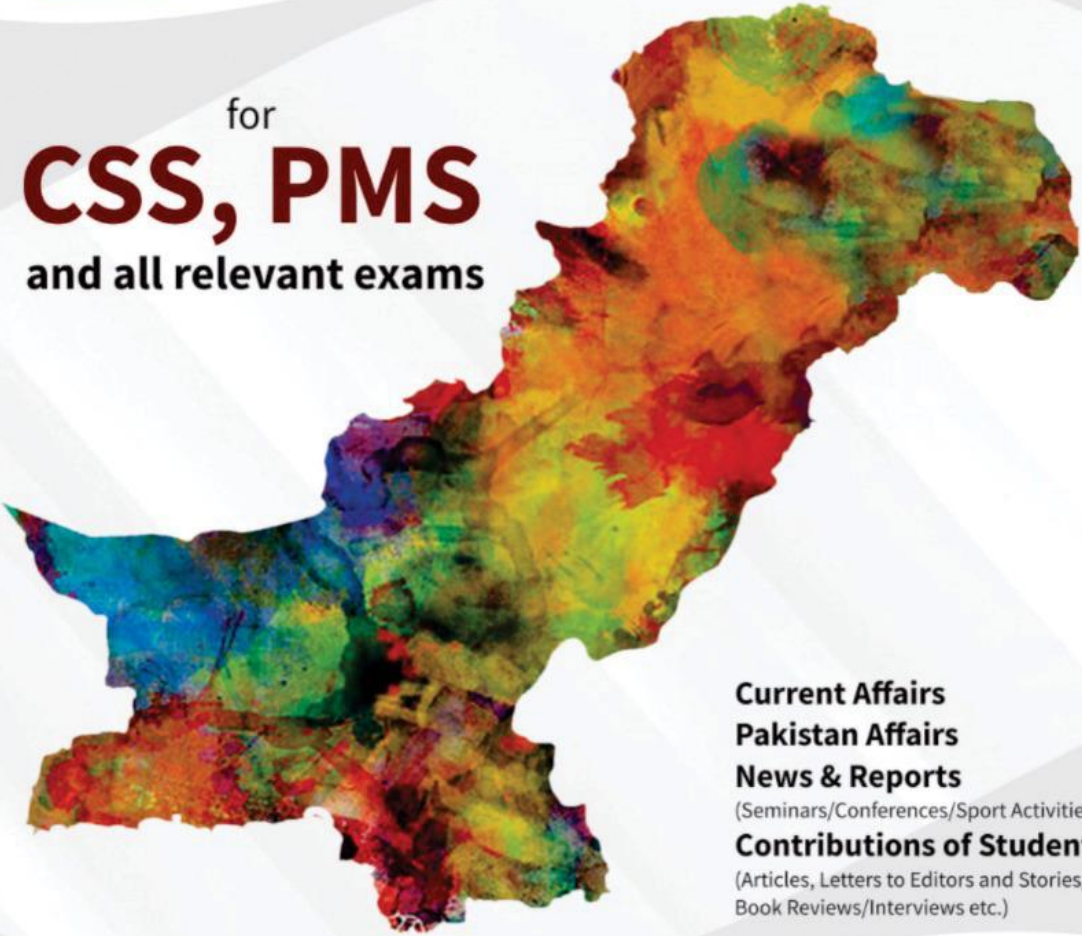 for
CSS, PMS
and all relevant exams
Current Affairs
Pakistan Affairs
News & Reports
(Seminars/Conferences/Sport Activitie
Contributions of Studen
(Articles, Letters to Editors and Stories
Book Reviews/Interviews etc.)